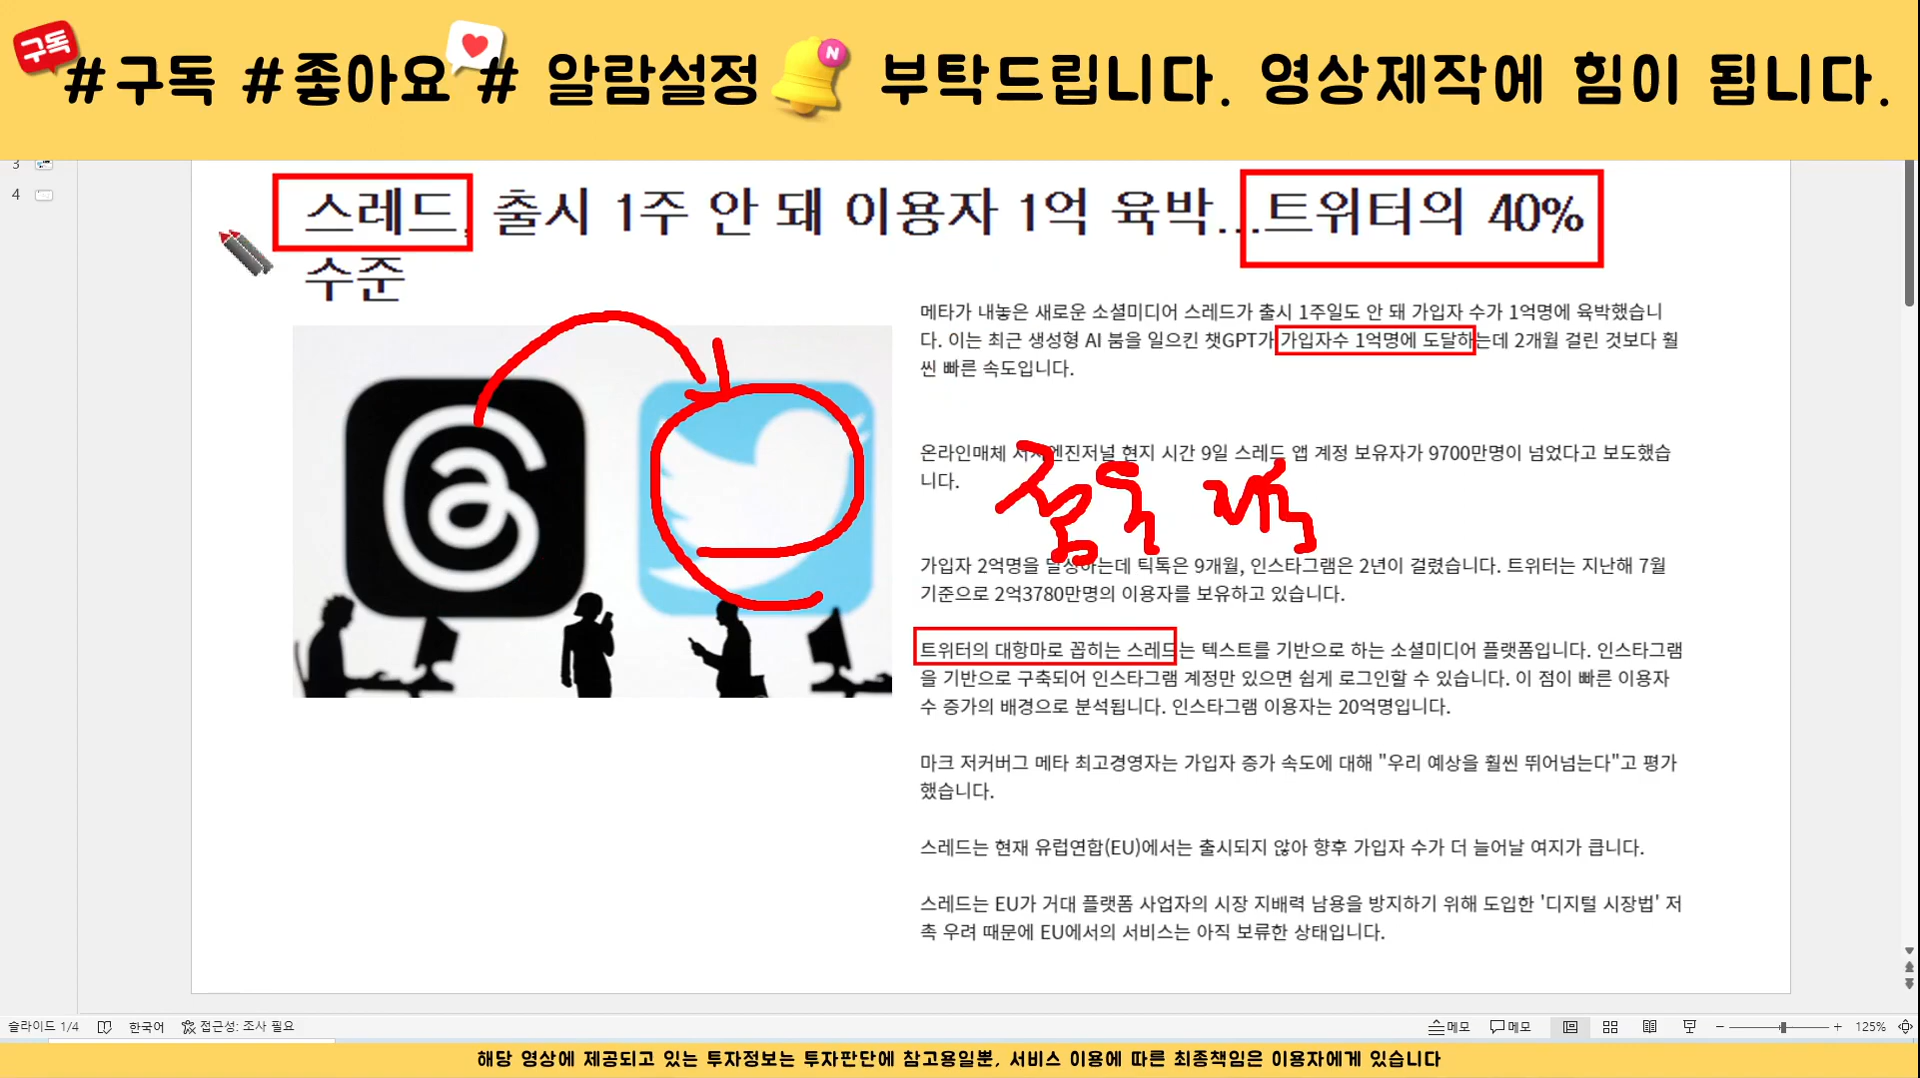 구독
#구독 #좋아요 # 알람설정 N 부탁드립니다. 영상제작에 힘이 됩니다.
3
4
스레드, 출시 1주 안 돼 이용자 1억 육박...트위터의 40%
수준
메타가 내놓은 새로운 소셜미디어 스레드가 출시 1주일도 안 돼 가입자 수가 1억명에 육박했습니
다. 이는 최근 생성형 AI 붐을 일으킨 챗GPT가 가입자수 1억명에 도달하는데 2개월 걸린 것보다 훨
씬 빠른 속도입니다.
온라인매체 서치엔진저널 현지 시간 9일 스레드 앱 계정 보유자가 9700만명이 넘었다고 보도했습
니다.
가입자 2억명을 달성하는데 틱톡은 9개월, 인스타그램은 2년이 걸렸습니다. 트위터는 지난해 7월
기준으로 2억3780만명의 이용자를 보유하고 있습니다.
트위터의 대항마로 꼽히는 스레드는 텍스트를 기반으로 하는 소셜미디어 플랫폼입니다. 인스타그램
을 기반으로 구축되어 인스타그램 계정만 있으면 쉽게 로그인할 수 있습니다. 이 점이 빠른 이용자
수 증가의 배경으로 분석됩니다. 인스타그램 이용자는 20억명입니다.
마크 저커버그 메타 최고경영자는 가입자 증가 속도에 대해 "우리 예상을 훨씬 뛰어넘는다"고 평가
했습니다.
스레드는 현재 유럽연합(EU)에서는 출시되지 않아 향후 가입자 수가 더 늘어날 여지가 큽니다.
스레드는 EU가 거대 플랫폼 사업자의 시장 지배력 남용을 방지하기 위해 도입한 '디지털 시장법' 저
촉 우려 때문에 EU에서의 서비스는 아직 보류한 상태입니다.
슬라이드 1/4 한국어 접근성: 조사 필요 메모 메모 125%
해당 영상에 제공되고 있는 투자정보는 투자판단에 참고용일뿐, 서비스 이용에 따른 최종책임은 이용자에게 있습니다